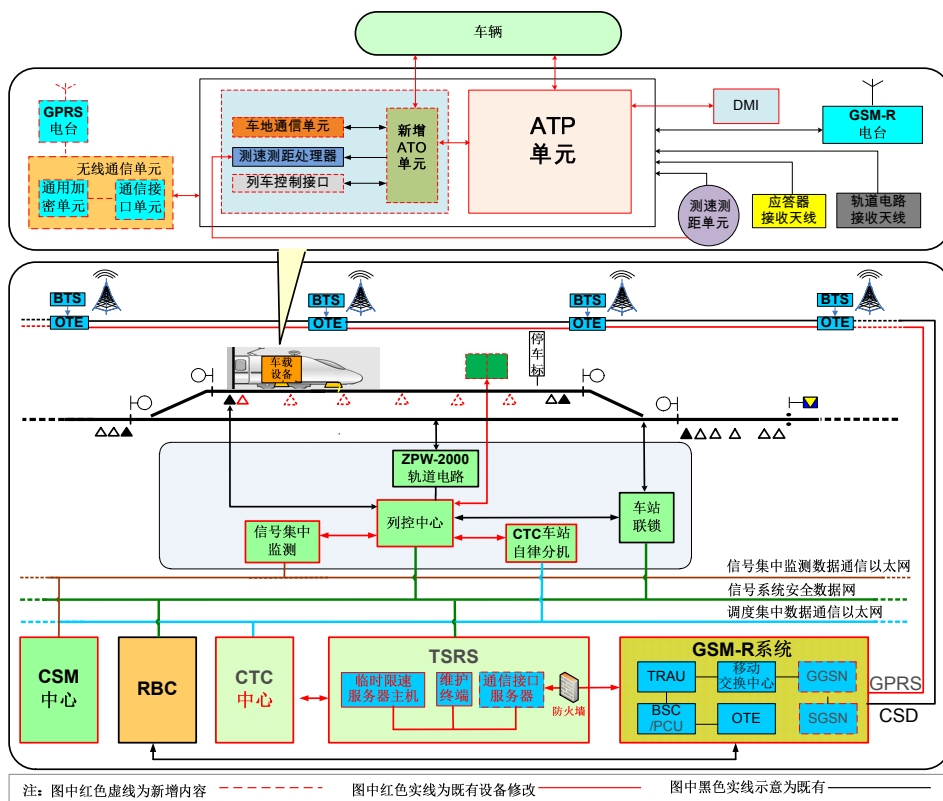 车辆
GPRS
电台
无线通信单元
通用加
密单元
通信接
口单元
车地通信单元
测速测距处理器
列车控制接口
新增
ATO
单元
ATP
单元
DMI
GSM-R
电台
测速测
距单元
应答器
接收天线
轨道电路
接收天线
BTS
OTE
BTS
OTE
BTS
OTE
BTS
OTE
车载
设备
停
车
标
ZPW-2000
轨道电路
列控中心
信号集中
监测
CTC车站
自律分机
车站
联锁
信号集中监测数据通信以太网
信号系统安全数据网
调度集中数据通信以太网
CSM
中心
RBC
CTC
中心
TSRS
临时限速
服务器主机
维护
终端
通信接口
服务器
防火墙
GSM-R系统
TRAU
移动
交换中心
GGSN
BSC
/PCU
OTE
SGSN
GPRS
CSD
注：图中红色虚线为新增内容
图中红色实线为既有设备修改
图中黑色实线示意为既有